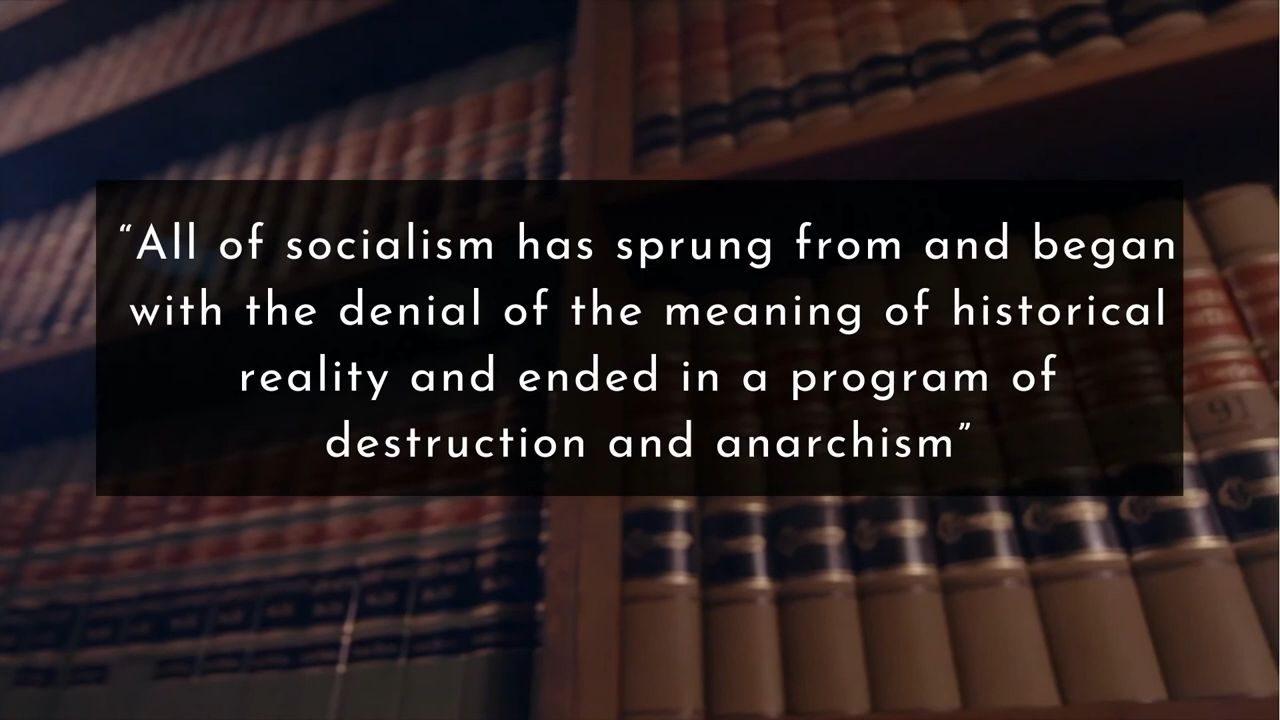 “All of socialism has sprung from and began
with the denial of the meaning of historical
reality and ended in a program of
destruction and anarchism”
91